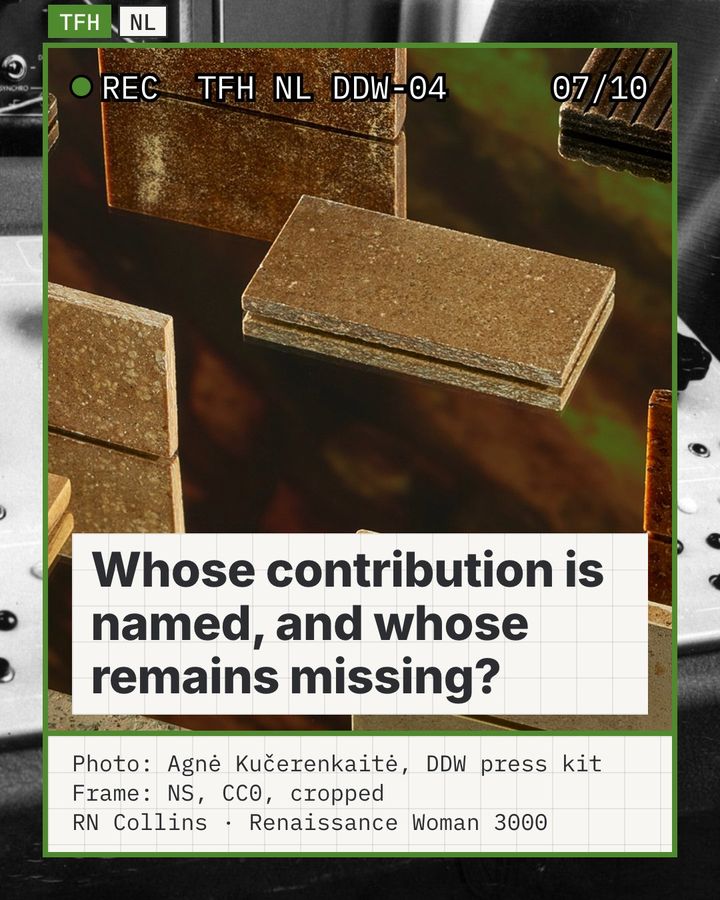 TFH NL
REC TFH NL DDW-04 07/10
Whose contribution is
named, and whose
remains missing?
Photo: Agnė Kučerenkaitė, DDW press kit
Frame: NS, CC0, cropped
RN Collins · Renaissance Woman 3000